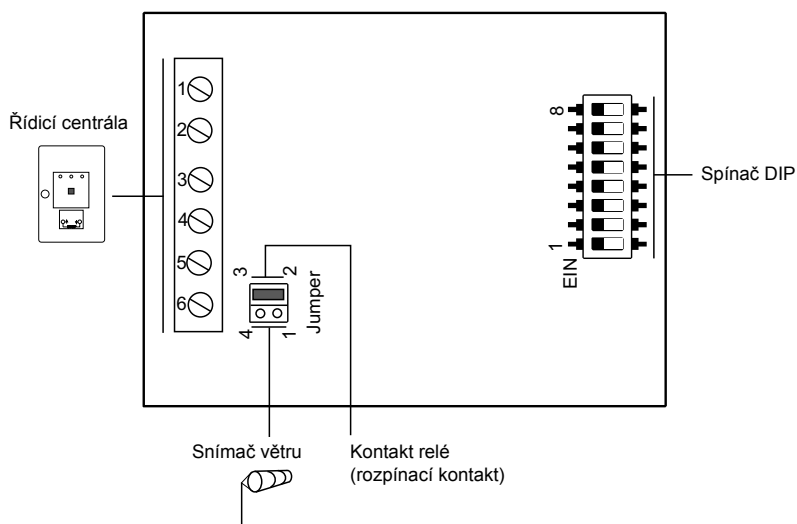 Řídicí centrála
1
2
3
4
5
6
3
2
4
1
Jumper
8
1
EIN
Spínač DIP
Snímač větru
Kontakt relé
(rozpínací kontakt)